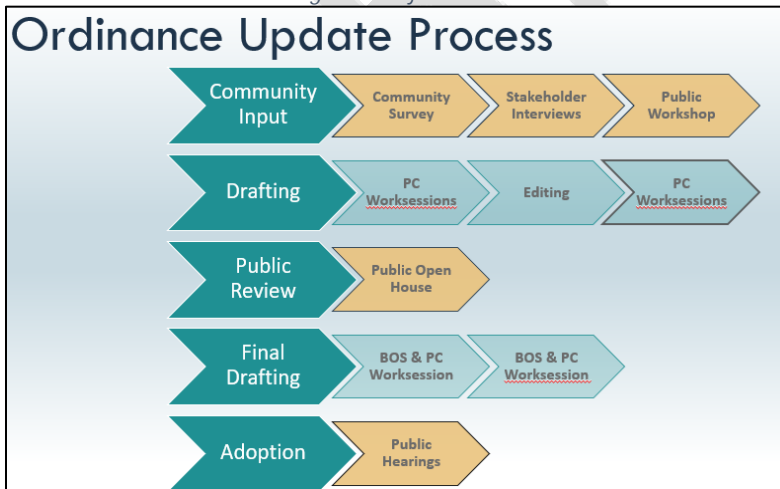 Ordinance Update Process
Community
Input
Community
Survey
Stakeholder
Interviews
Public
Workshop
Drafting
PC
Worksessions
Editing
PC
Worksessions
Public
Review
Public Open
House
Final
Drafting
BOS & PC
Worksession
BOS & PC
Worksession
Adoption
Public
Hearings